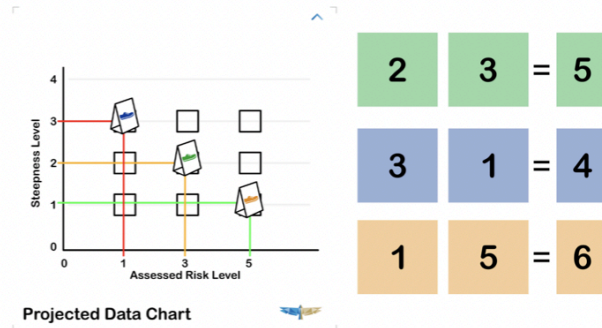 4
3
2
1
0
Steepness Level
0 1 3 5
Assessed Risk Level
Projected Data Chart
2 3 = 5
3 1 = 4
1 5 = 6